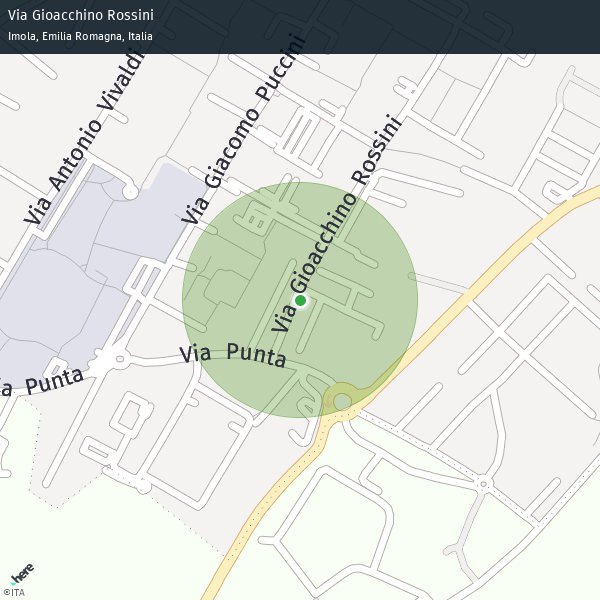 Via Gioacchino Rossini
Imola, Emilia Romagna, Italia
Via Antonio Vivaldi
Via Giacomo Puccini
Via Gioacchino Rossini
Via Punta
a Punta
here
©ITA